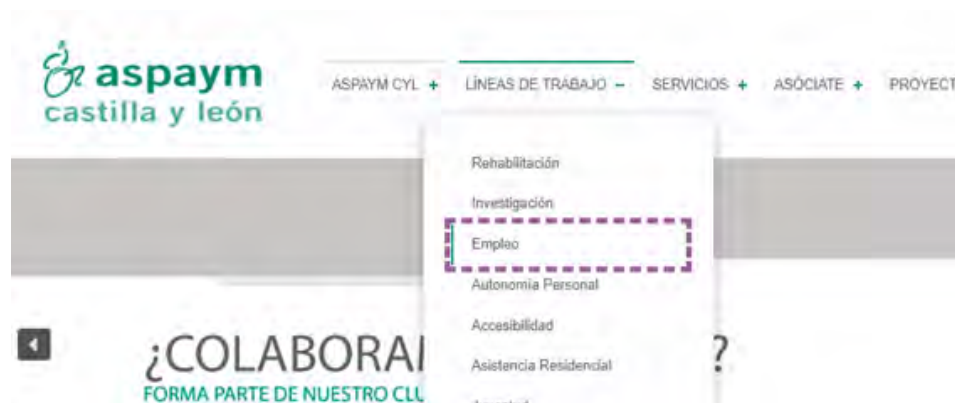 aspaym
castilla y león
ASPAYM CYL + LÍNEAS DE TRABAJO – SERVICIOS + ASÓCIATE + PROYECT
Rehabilitación
Investigación
Empleo
Autonomía Personal
Accesibilidad
Asistencia Residencial
¿COLABORA ?
FORMA PARTE DE NUESTRO CLU